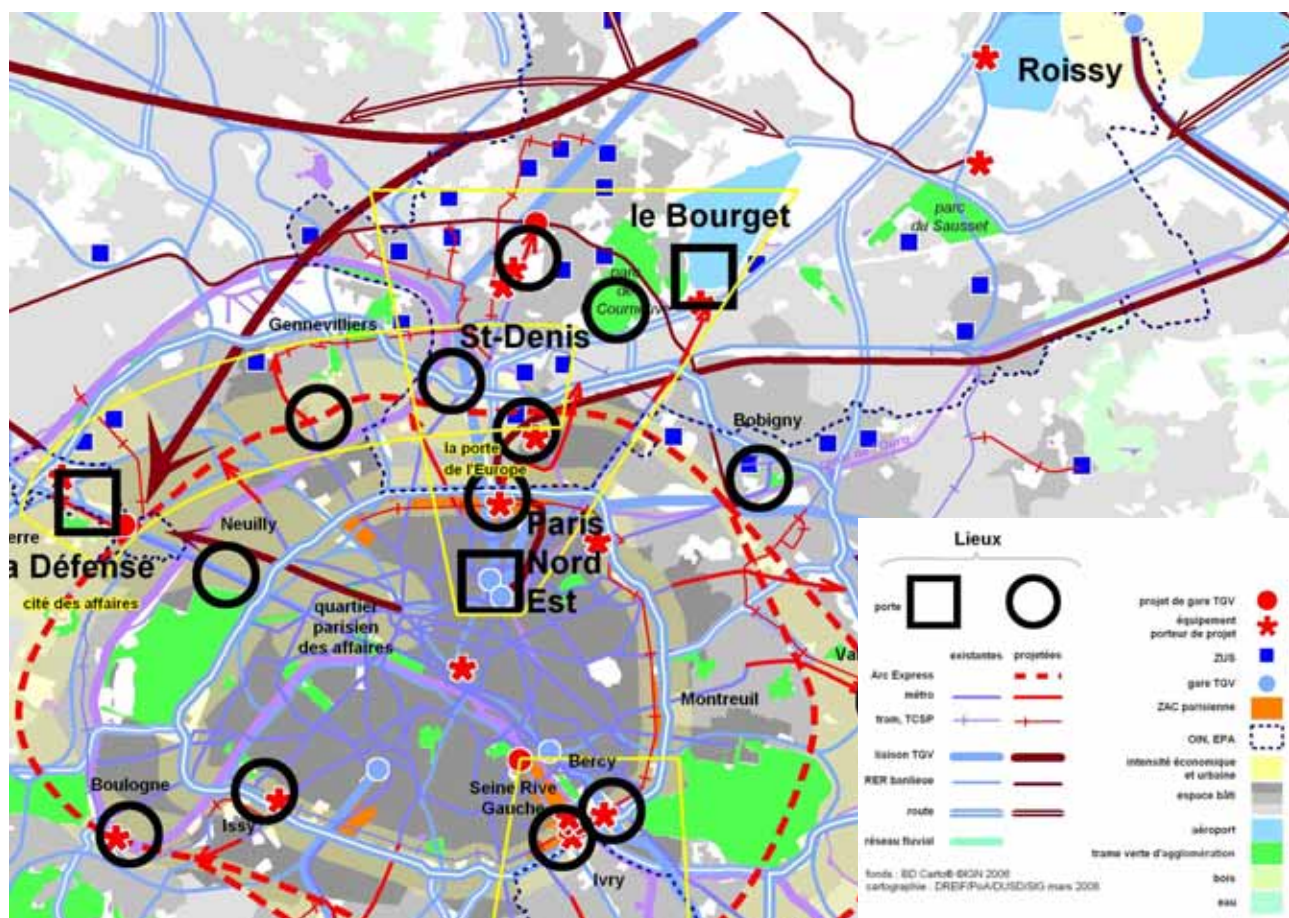 Roissy
parc
du Sausset
le Bourget
parc
de
Gennevilliers
St-Denis
Bobigny
la porte
de l'Europe
Neuilly
Paris
Nord
Est
erre
a Défense
cité des affaires
quartier
parisien
des affaires
Montreuil
Va
Boulogne
Issy
Bercy
Seine Rive
Gauche
Ivry
Lieux
porte
existantes
projetées
Arc Express
métro
tram, TCSP
liaison TGV
RER banlieue
route
réseau fluvial
projet de gare TGV
équipement
porteur de projet
ZUS
gare TGV
ZAC parisienne
OIN, EPA
intensité économique
et urbaine
espace bâti
aéroport
trame verte d'agglomération
bois
eau
fonds : BD Carto® ©IGN 2006
cartographie : DREIF/PoA/DUSD/SIG mars 2008